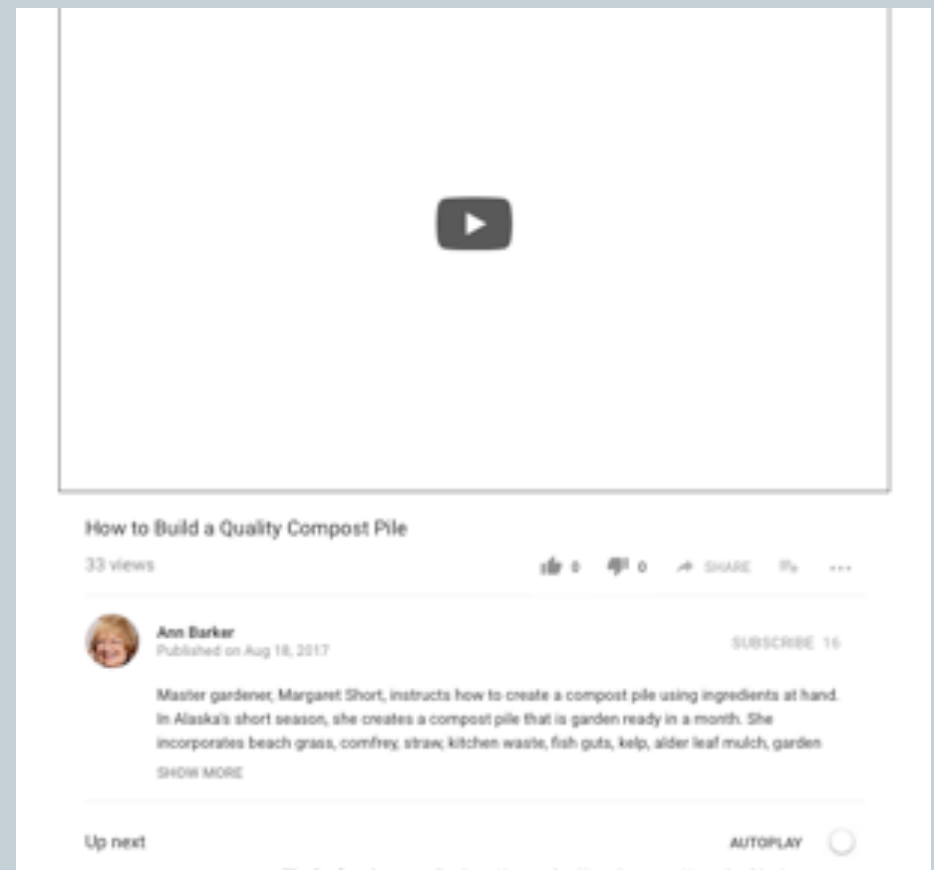 How to Build a Quality Compost Pile
33 views
0 0 SHARE
Ann Barker
Published on Aug 18, 2017
SUBSCRIBE 16
Master gardener, Margaret Short, instructs how to create a compost pile using ingredients at hand.
In Alaska's short season, she creates a compost pile that is garden ready in a month. She
incorporates beach grass, comfrey, straw, kitchen waste, fish guts, kelp, alder leaf mulch, garden
SHOW MORE
Up next
AUTOPLAY